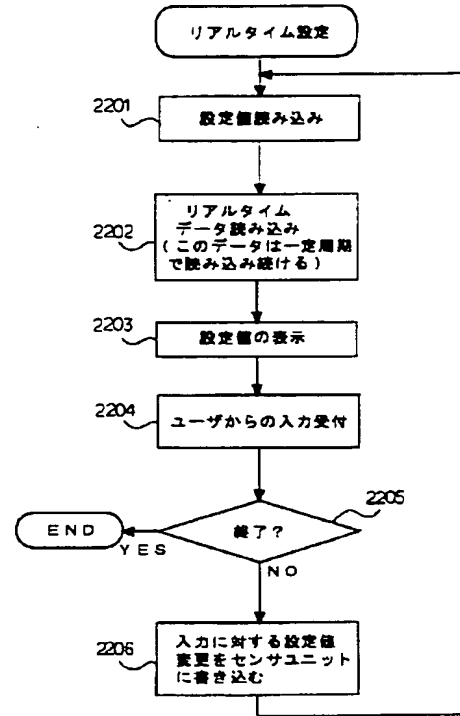 リアルタイム設定
2201
設定値読み込み
2202
リアルタイム
データ読み込み
(このデータは一定周期
で読み込み続ける)
2203
設定値の表示
2204
ユーザからの入力受付
2205
終了?
END
YES
NO
2206
入力に対する設定値
変更をセンサユニット
に書き込む